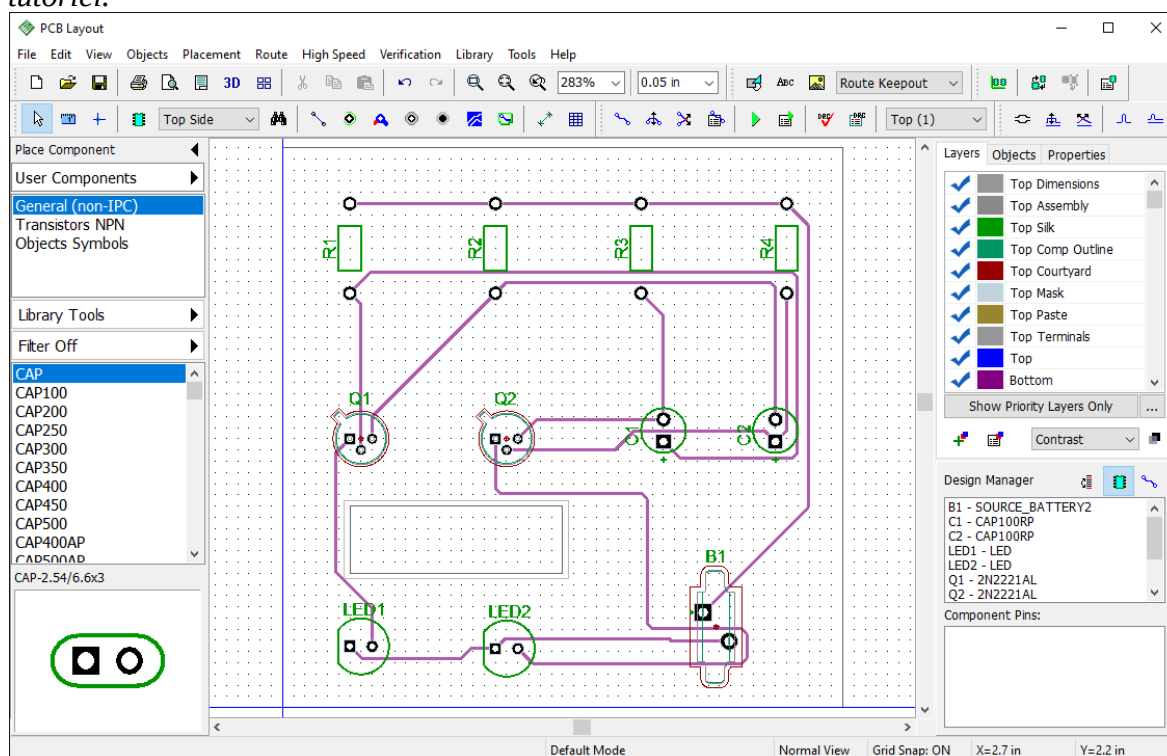 tutoriel.
PCB Layout
File Edit View Objects Placement Route High Speed Verification Library Tools Help
3D 283% 0.05 in ABC Route Keepout
Top Side DRC DRC Top (1)
Place Component
User Components
General (non-IPC)
Transistors NPN
Objects Symbols
Library Tools
Filter Off
CAP
CAP100
CAP200
CAP250
CAP300
CAP350
CAP400
CAP450
CAP500
CAP400AP
CAP500AP
CAP-2.54/6.6x3
R1 R2 R3 R4
Q1 Q2 C1 C2
B1
LED1 LED2
Layers Objects Properties
Top Dimensions
Top Assembly
Top Silk
Top Comp Outline
Top Courtyard
Top Mask
Top Paste
Top Terminals
Top
Bottom
Show Priority Layers Only ...
Contrast
Design Manager
B1 - SOURCE_BATTERY2
C1 - CAP100RP
C2 - CAP100RP
LED1 - LED
LED2 - LED
Q1 - 2N2221AL
Q2 - 2N2221AL
Component Pins:
Default Mode Normal View Grid Snap: ON X=2.7 in Y=2.2 in